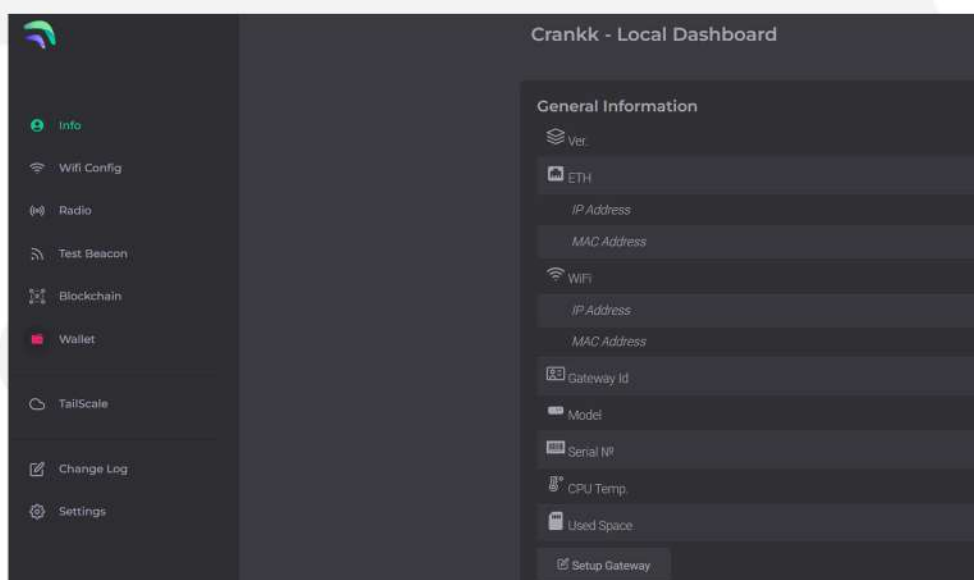 Crankk - Local Dashboard
Info
Wifi Config
Radio
Test Beacon
Blockchain
Wallet
TailScale
Change Log
Settings
General Information
Ver.
ETH
IP Address
MAC Address
WiFi
IP Address
MAC Address
Gateway Id
Model
Serial Nº
CPU Temp.
Used Space
Setup Gateway